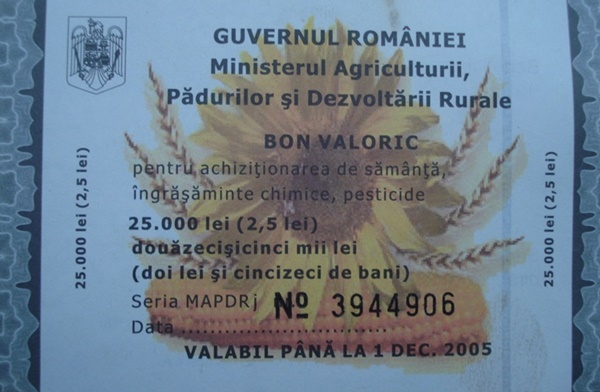 GUVERNUL ROMÂNIEI
Ministerul Agriculturii,
Pădurilor şi Dezvoltării Rurale
BON VALORIC
pentru achiziţionarea de sământă,
îngrăşăminte chimice, pesticide
25.000 lei (2,5 lei)
douăzecişicinci mii lei
(doi lei şi cincizeci de bani)
Seria MAPDRj Nº 3944906
Data ..............................
VALABIL PÂNĂ LA 1 DEC. 2005
25.000 lei (2,5 lei)
25.000 lei (2,5 lei)